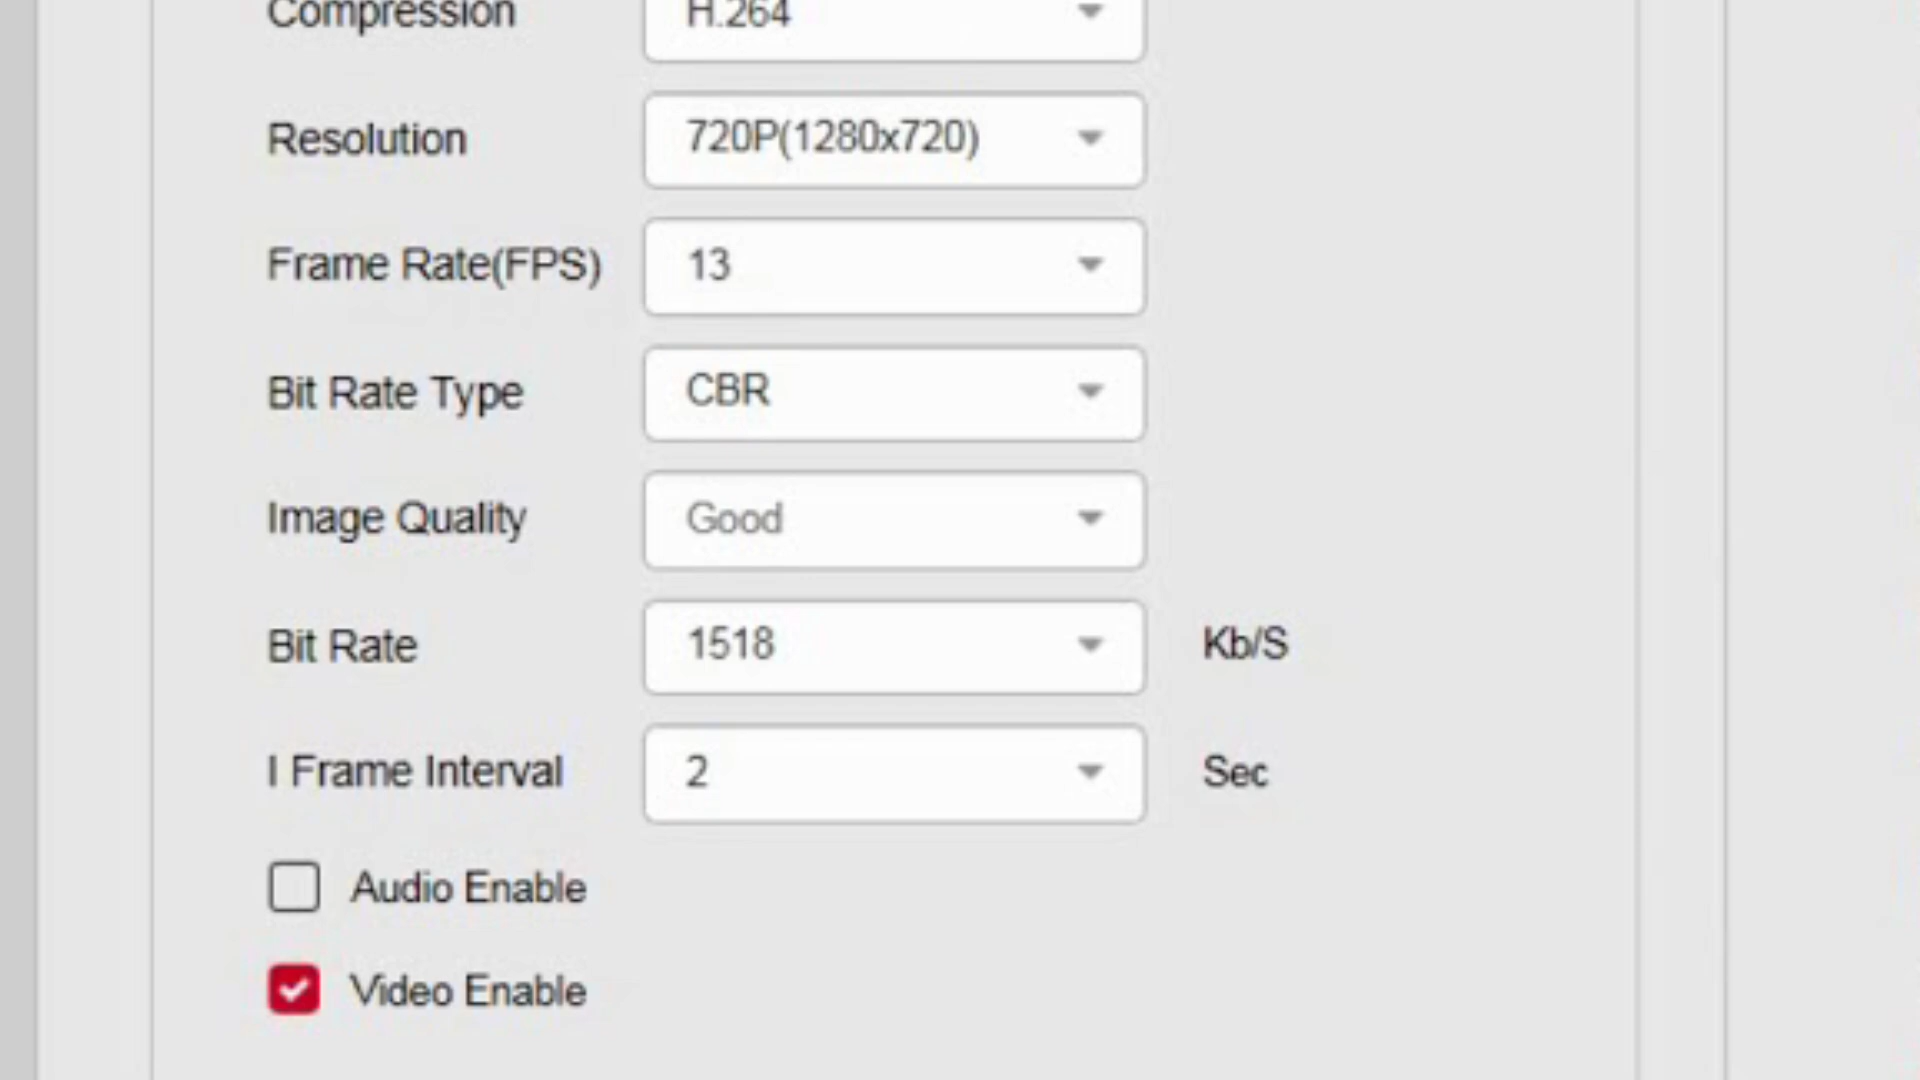 Compression H.264
Resolution 720P(1280x720)
Frame Rate(FPS) 13
Bit Rate Type CBR
Image Quality Good
Bit Rate 1518 Kb/S
I Frame Interval 2 Sec
Audio Enable
Video Enable